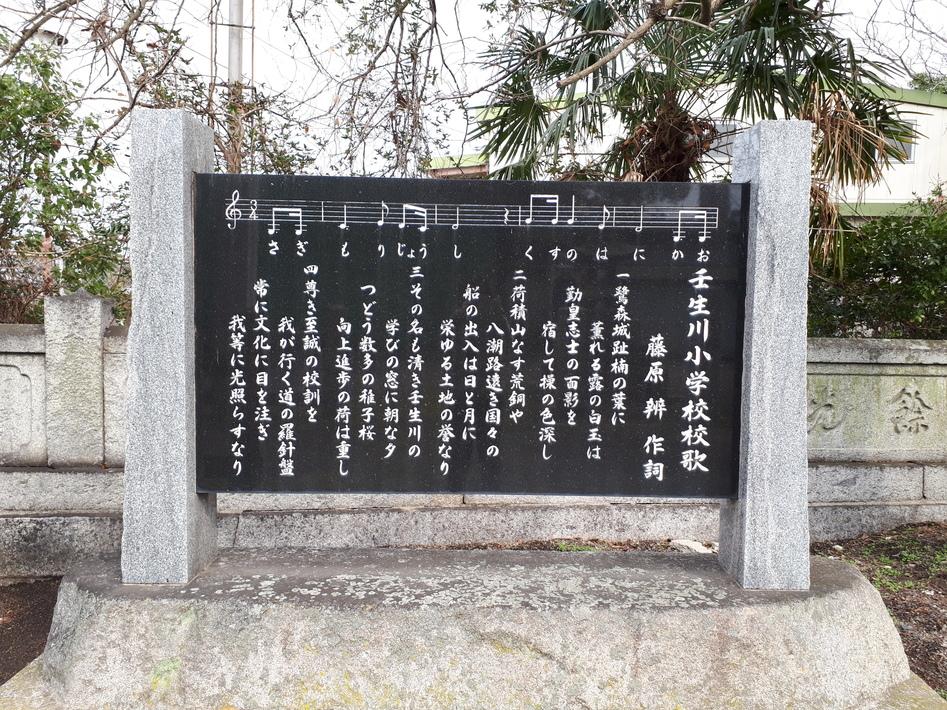 さぎ もりじょうし くすのはに おか
壬生川小学校校歌
藤原 辨 作詞
一 鷺森城趾楠の葉に
薫れる露の白玉は
勤皇志士の面影を
宿して操の色深し
二 荷積山なす荒銅や
八潮路遠き国々の
船の出入は日と月に
栄ゆる土地の誉なり
三 その名も清き壬生川の
学びの窓に朝な夕
つどう数多の稚子桜
向上進歩の荷は重し
四 尊き至誠の校訓を
我が行く道の羅針盤
常に文化に目を注ぎ
我等に光照らすなり